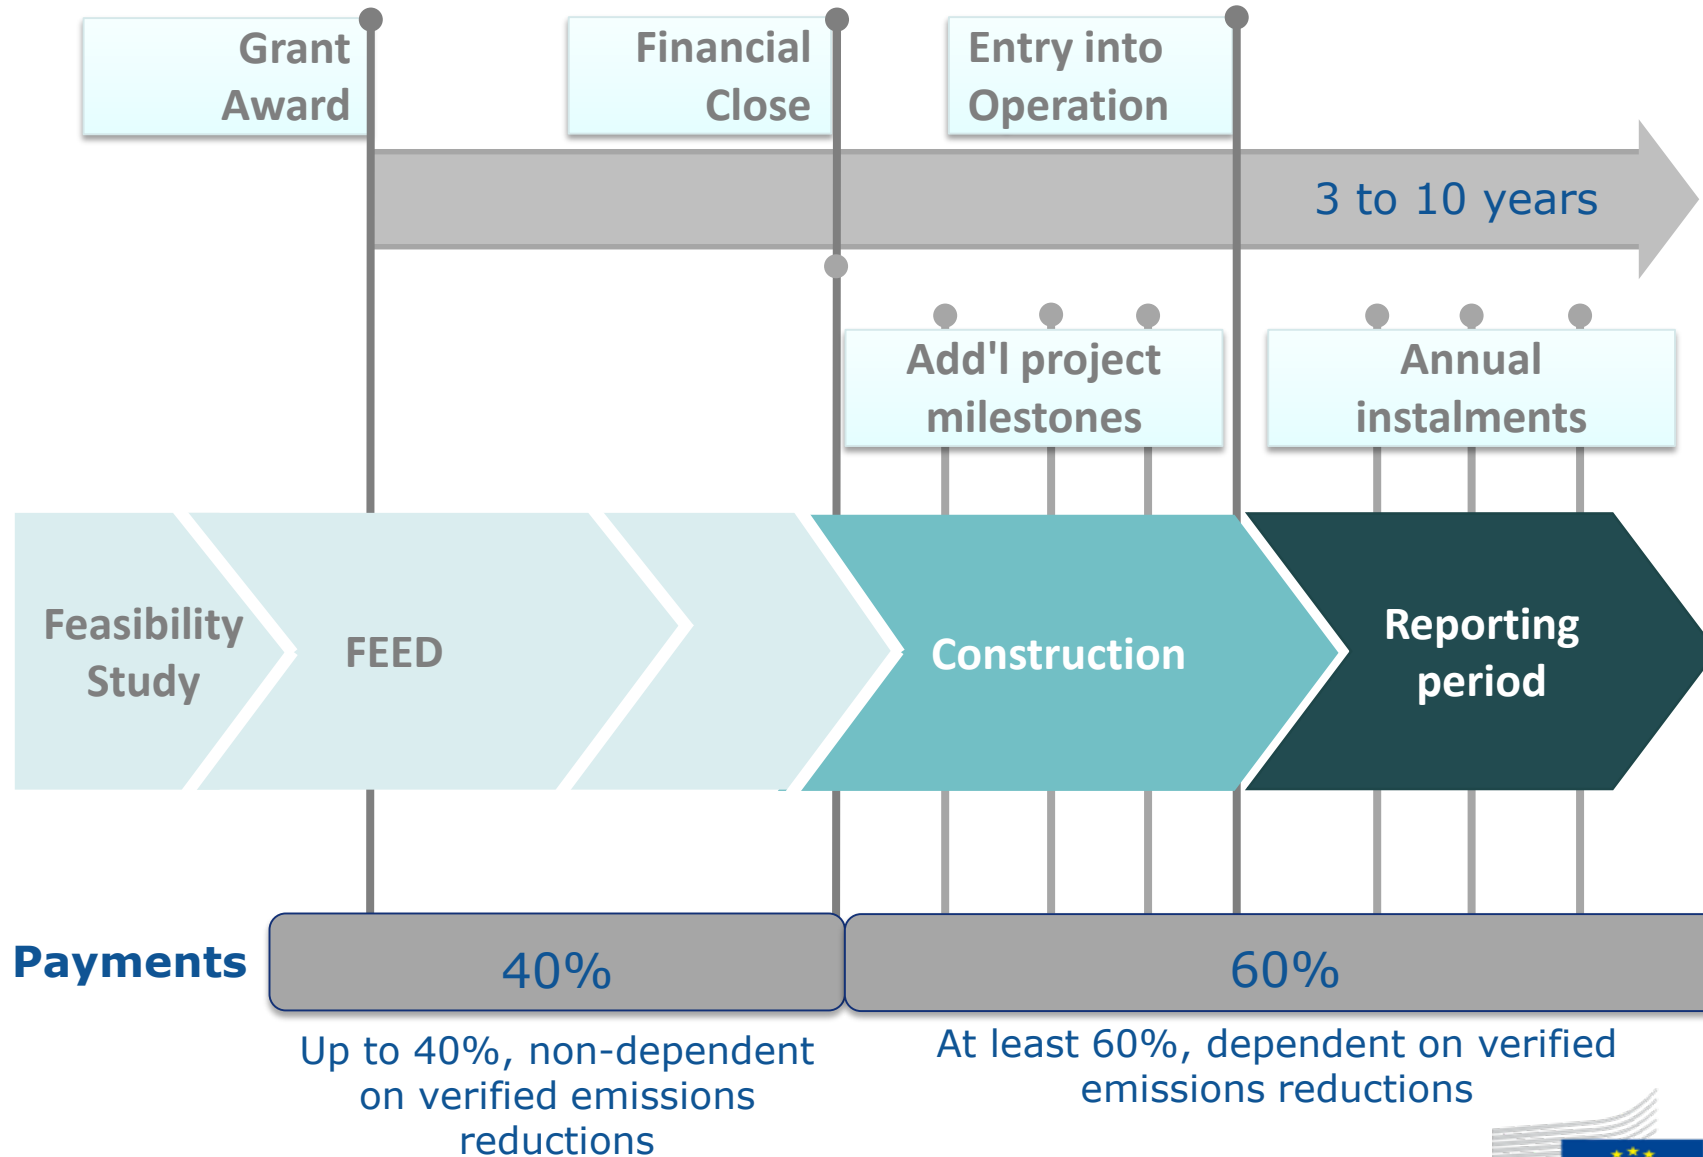 Grant
Award
Financial
Close
Entry into
Operation
3 to 10 years
Add'l project
milestones
Annual
instalments
Feasibility
Study
FEED
Construction
Reporting
period
Payments
40%
60%
Up to 40%, non-dependent
on verified emissions
reductions
At least 60%, dependent on verified
emissions reductions